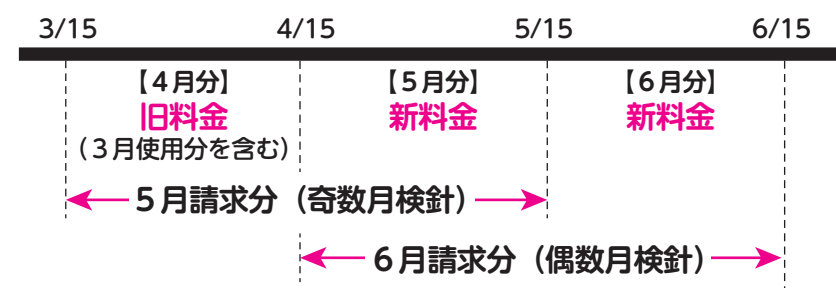 3/15 4/15 5/15 6/15
【4月分】 【5月分】 【6月分】
旧料金 新料金 新料金
（3月使用分を含む）
5月請求分（奇数月検針）
6月請求分（偶数月検針）